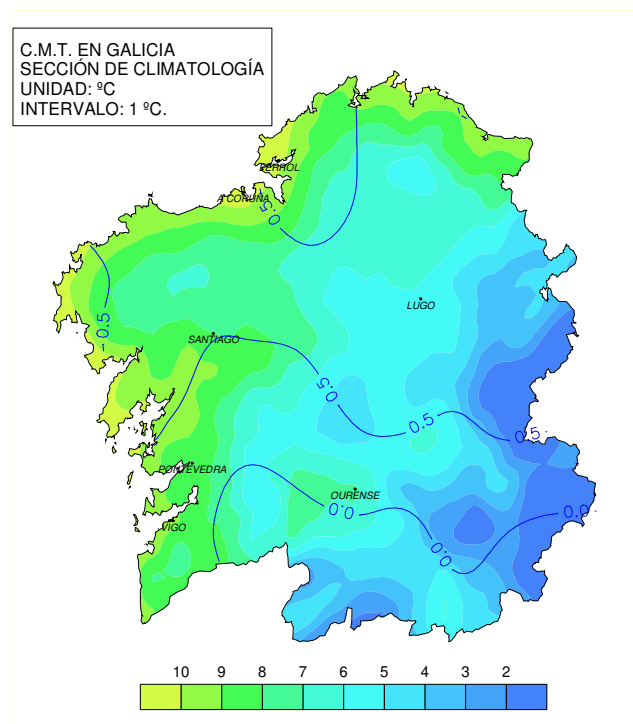 C.M.T. EN GALICIA
SECCIÓN DE CLIMATOLOGÍA
UNIDAD: ºC
INTERVALO: 1 ºC.
FERROL
A CORUÑA
-0.5
LUGO
-0.5
SANTIAGO
0.5
0.5
0.5
PONTEVEDRA
OURENSE
0.0
0.0
VIGO
0.0
10 9 8 7 6 5 4 3 2